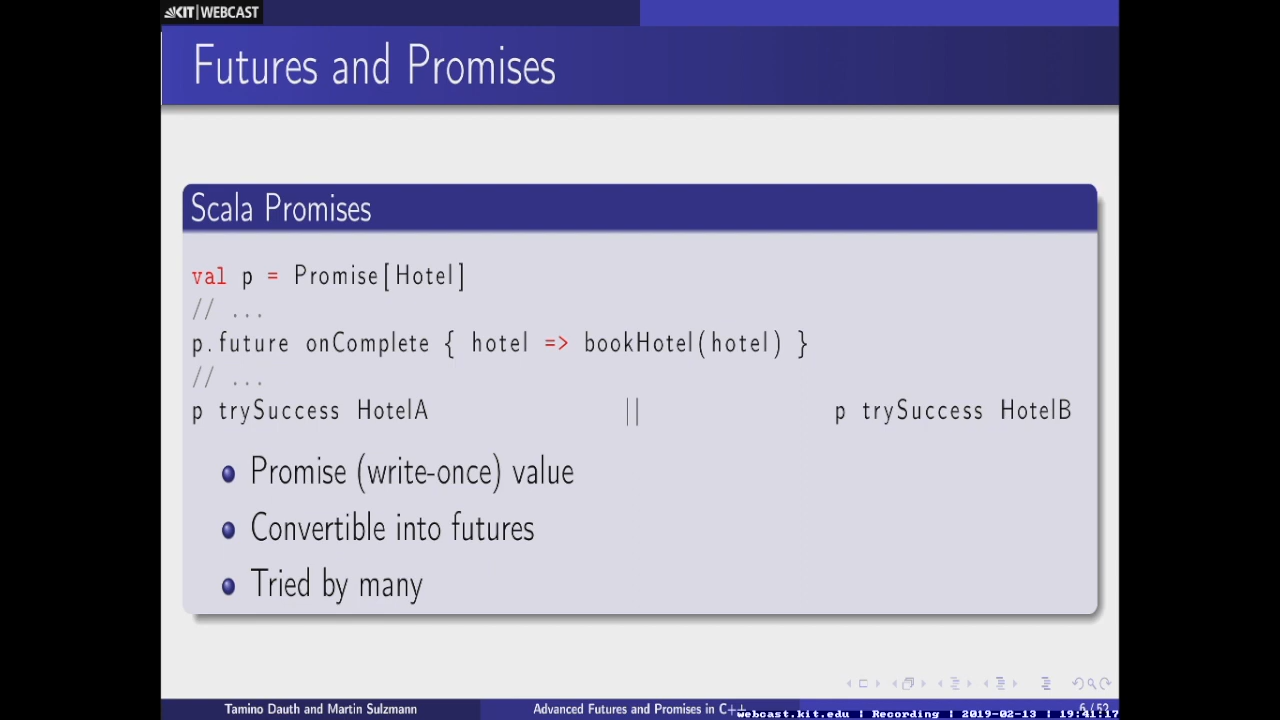 KIT | WEBCAST
Futures and Promises
Scala Promises
val p = Promise[Hotel]
// ...
p.future onComplete { hotel => bookHotel(hotel) }
// ...
p trySuccess HotelA || p trySuccess HotelB
Promise (write-once) value
Convertible into futures
Tried by many
Tamino Dauth and Martin Sulzmann Advanced Futures and Promises in C++ 6 / 52
webcast.kit.edu | Recording | 2019-02-13 | 19:41:17